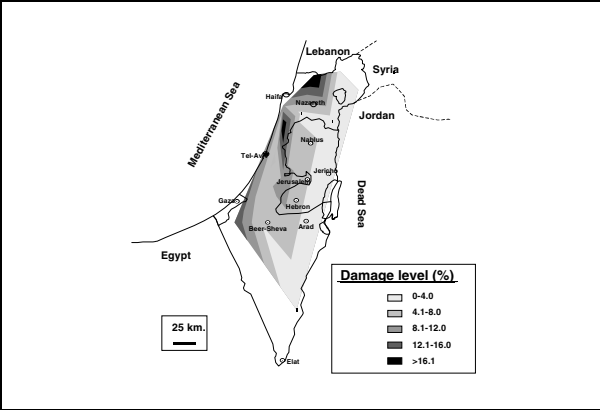 Lebanon
Syria
Haifa
Nazareth
Jordan
Mediterranean Sea
Nablus
Tel-Av
Jericho
Jerusalem
Dead Sea
Gaza
Hebron
Beer-Sheva
Arad
Egypt
Damage level (%)
0-4.0
4.1-8.0
8.1-12.0
12.1-16.0
>16.1
25 km.
Elat